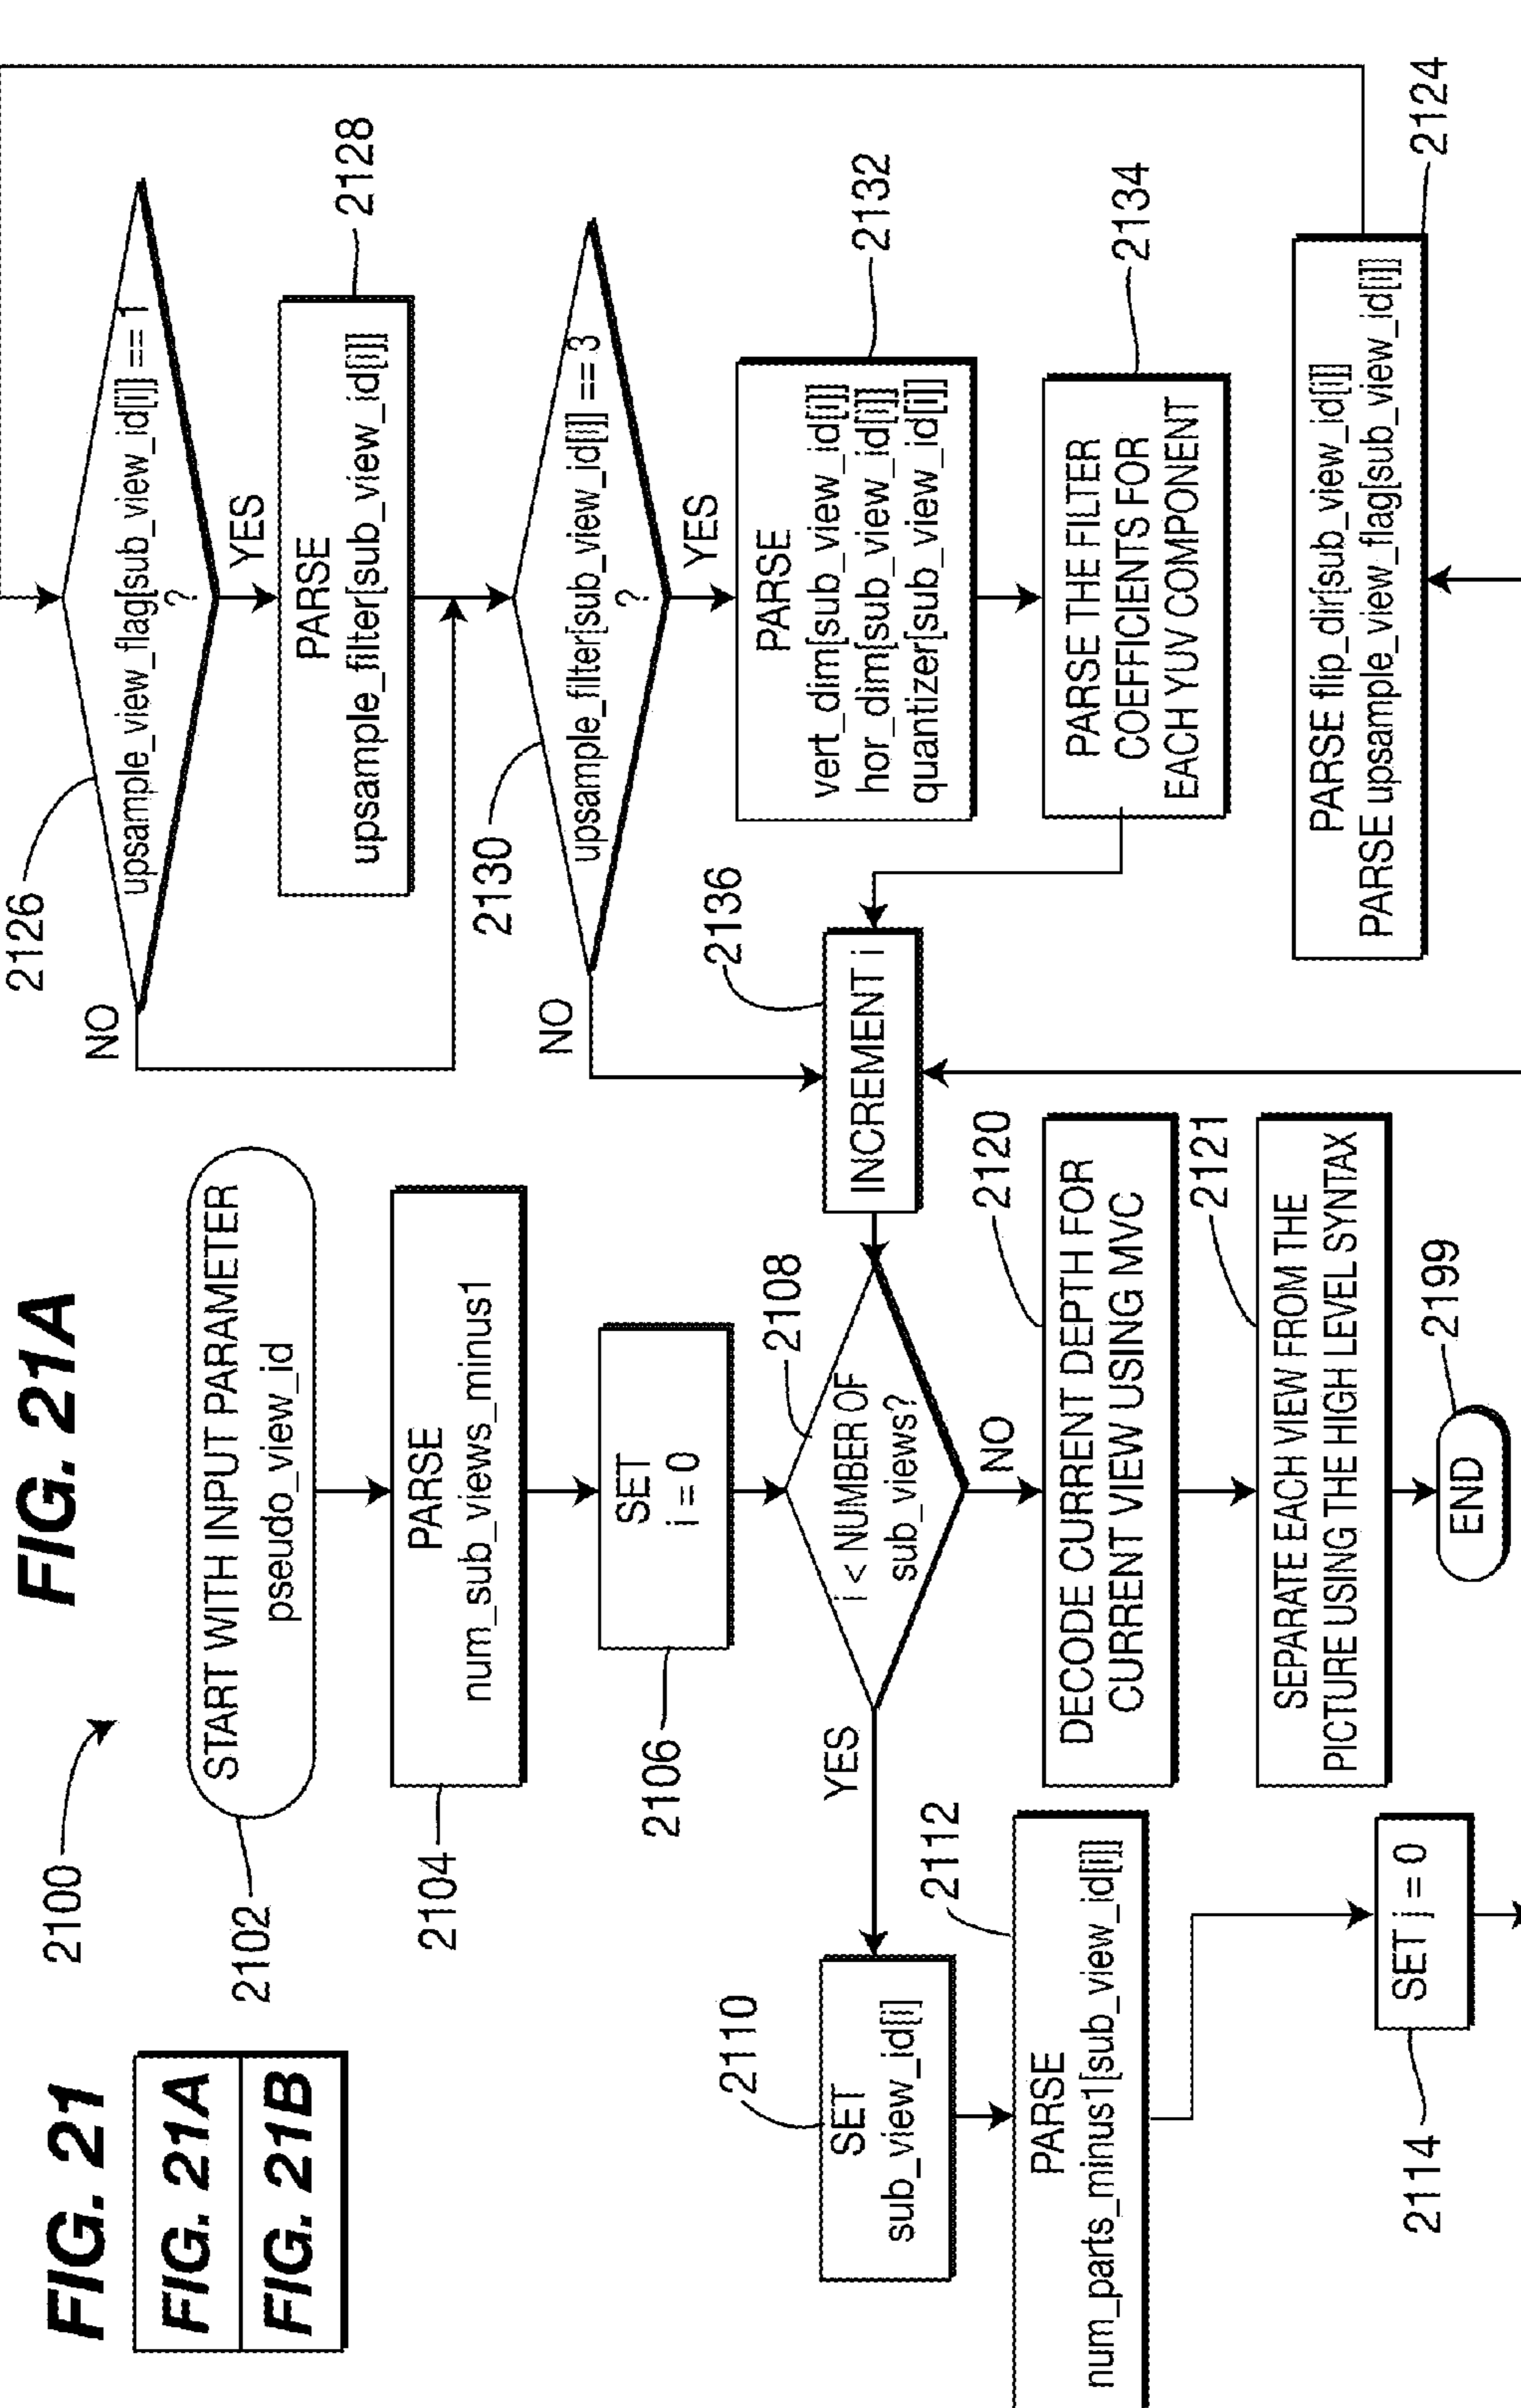 FIG. 21
FIG. 21A
FIG. 21B
FIG. 21A
2100
2102
START WITH INPUT PARAMETER
pseudo_view_id
2104
PARSE
num_sub_views_minus1
2106
SET
i = 0
2108
i < NUMBER OF
sub_views?
YES
NO
2110
SET
sub_view_id[i]
2112
PARSE
num_parts_minus1[sub_view_id[i]]
2114
SET j = 0
2120
DECODE CURRENT DEPTH FOR
CURRENT VIEW USING MVC
2121
SEPARATE EACH VIEW FROM THE
PICTURE USING THE HIGH LEVEL SYNTAX
2199
END
2126
upsample_view_flag[sub_view_id[i]] == 1
?
NO
YES
2128
PARSE
upsample_filter[sub_view_id[i]]
2130
upsample_filter[sub_view_id[i]] == 3
?
NO
YES
2132
PARSE
vert_dim[sub_view_id[i]]
hor_dim[sub_view_id[i]]
quantizer[sub_view_id[i]]
2134
PARSE THE FILTER
COEFFICIENTS FOR
EACH YUV COMPONENT
2136
INCREMENT i
2124
PARSE flip_dir[sub_view_id[i]]
PARSE upsample_view_flag[sub_view_id[i]]